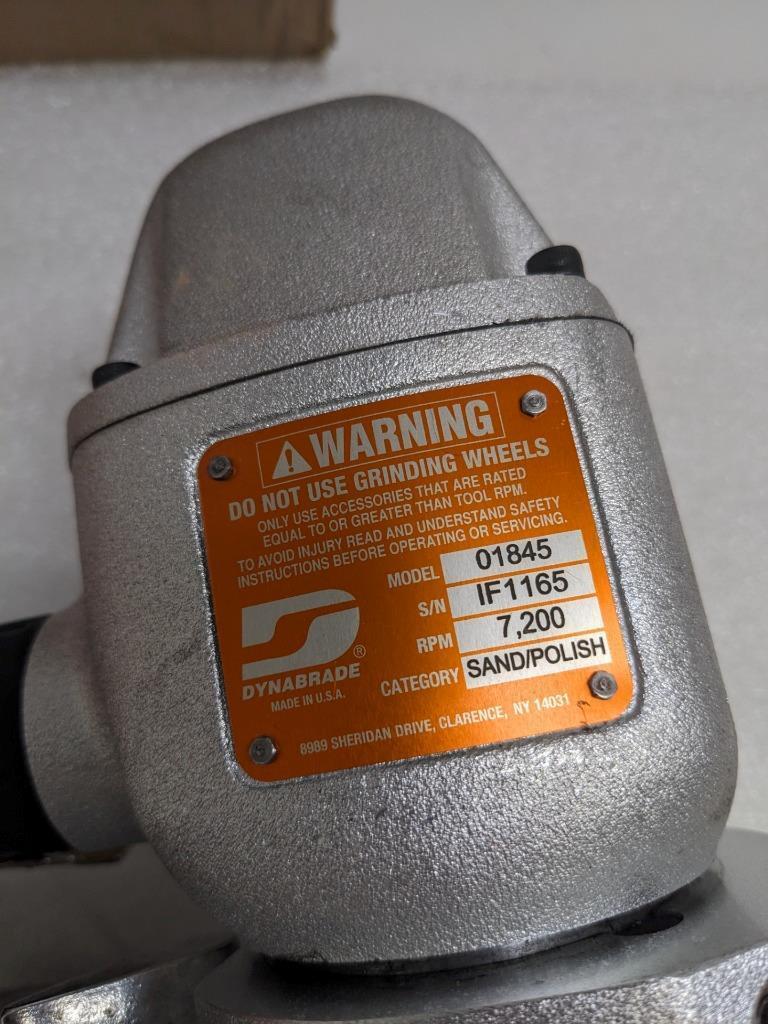 WARNING
DO NOT USE GRINDING WHEELS
ONLY USE ACCESSORIES THAT ARE RATED
EQUAL TO OR GREATER THAN TOOL RPM.
TO AVOID INJURY READ AND UNDERSTAND SAFETY
INSTRUCTIONS BEFORE OPERATING OR SERVICING.
MODEL 01845
S/N IF1165
RPM 7,200
CATEGORY SAND/POLISH
DYNABRADE®
MADE IN U.S.A.
8989 SHERIDAN DRIVE, CLARENCE, NY 14031